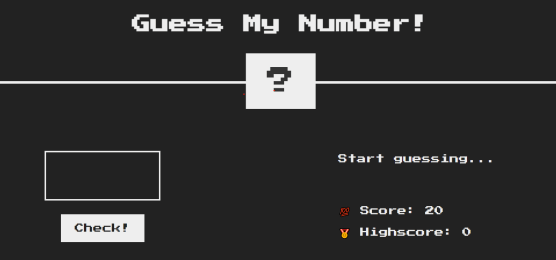 Guess My Number!
?
Start guessing...
Check!
💯 Score: 20
🥇 Highscore: 0